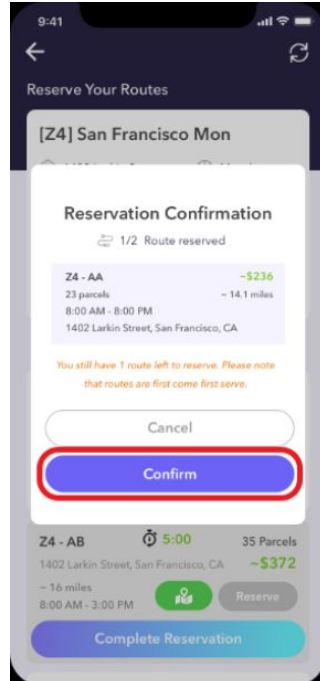 9:41
Reserve Your Routes
[Z4] San Francisco Mon
Reservation Confirmation
1/2 Route reserved
Z4 - AA ~$236
23 parcels ~ 14.1 miles
8:00 AM - 8:00 PM
1402 Larkin Street, San Francisco, CA
You still have 1 route left to reserve. Please note
that routes are first come first serve.
Cancel
Confirm
Z4 - AB 5:00 35 Parcels
1402 Larkin Street, San Francisco, CA ~$372
~ 16 miles
8:00 AM - 3:00 PM Reserve
Complete Reservation